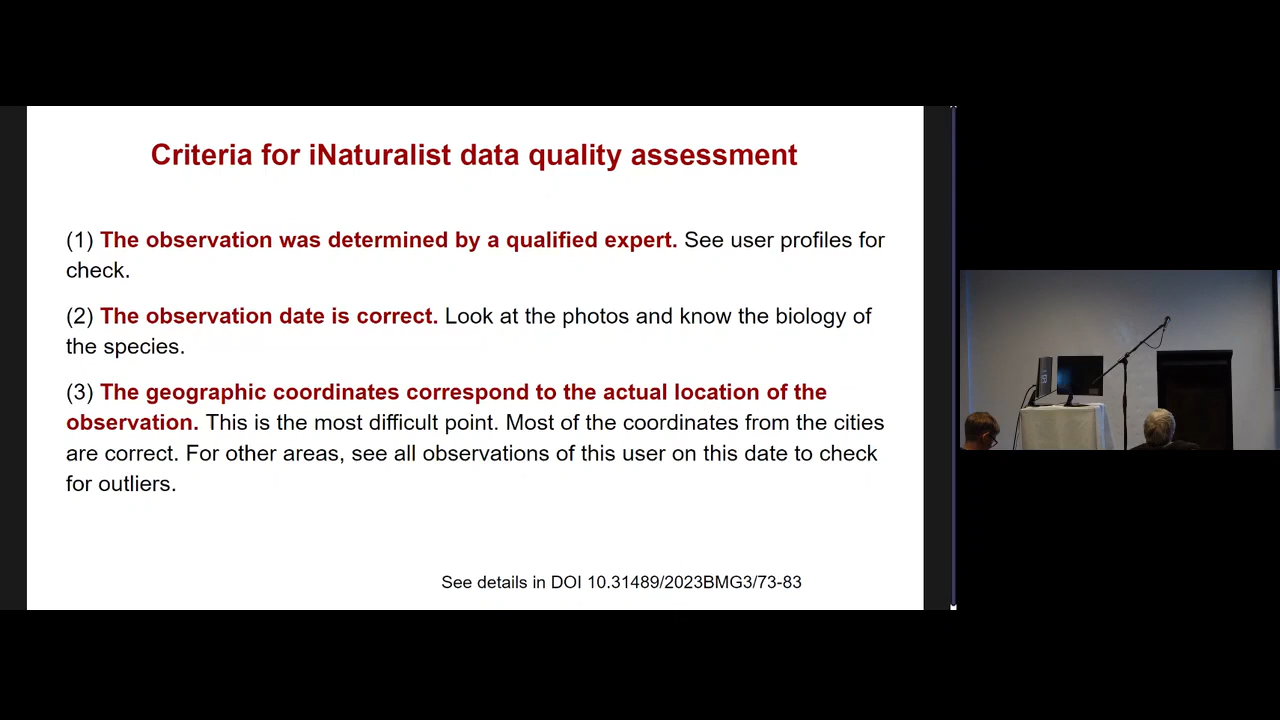 Criteria for iNaturalist data quality assessment
(1) The observation was determined by a qualified expert. See user profiles for
check.
(2) The observation date is correct. Look at the photos and know the biology of
the species.
(3) The geographic coordinates correspond to the actual location of the
observation. This is the most difficult point. Most of the coordinates from the cities
are correct. For other areas, see all observations of this user on this date to check
for outliers.
See details in DOI 10.31489/2023BMG3/73-83